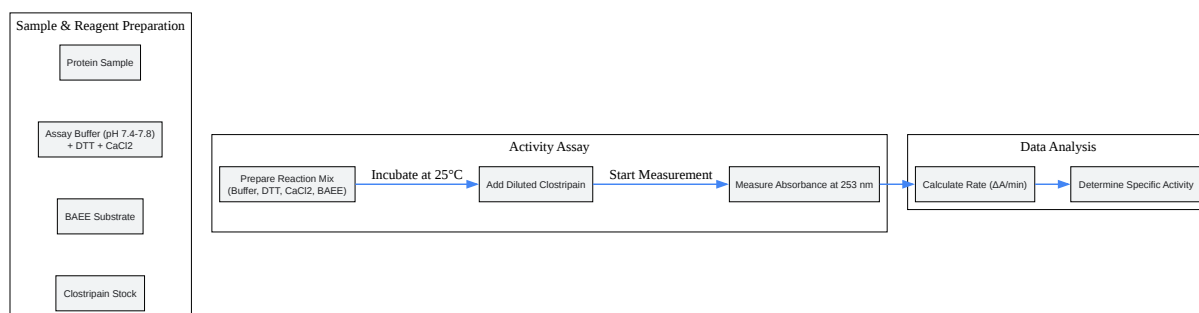 Sample & Reagent Preparation
Protein Sample
Assay Buffer (pH 7.4-7.8)
+ DTT + CaCl2
BAEE Substrate
Clostripain Stock
Activity Assay
Prepare Reaction Mix
(Buffer, DTT, CaCl2, BAEE)
Incubate at 25°C
Add Diluted Clostripain
Start Measurement
Measure Absorbance at 253 nm
Data Analysis
Calculate Rate (ΔA/min)
Determine Specific Activity